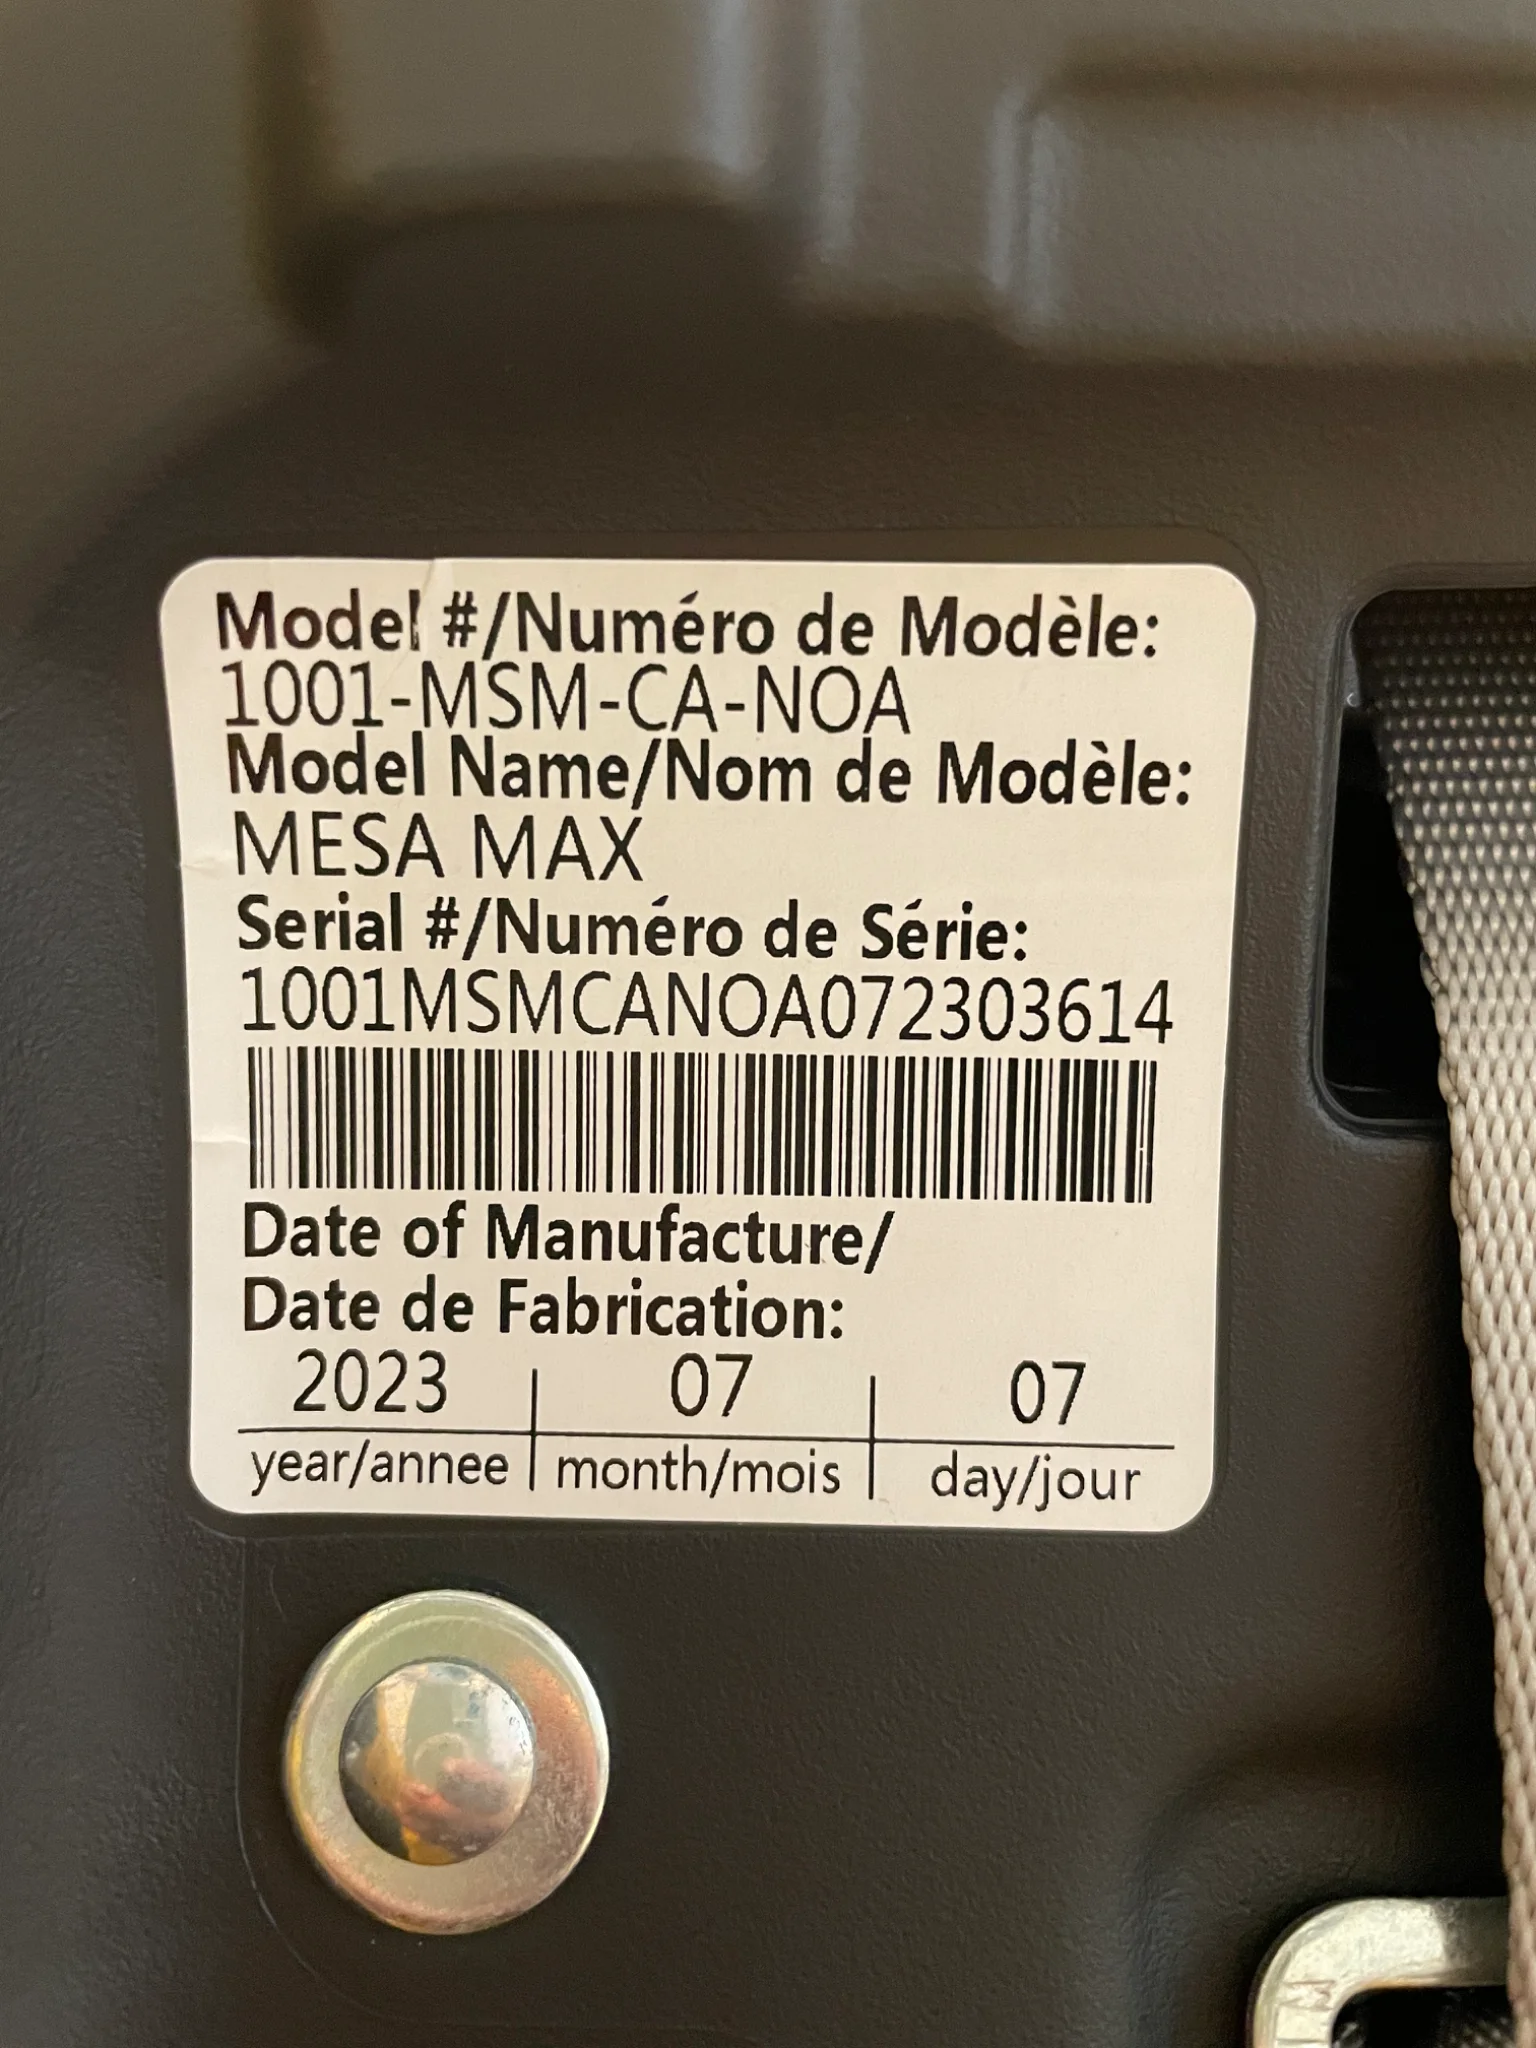 Model #/Numéro de Modèle:
1001-MSM-CA-NOA
Model Name/Nom de Modèle:
MESA MAX
Serial #/Numéro de Série:
1001MSMCANOA072303614
Date of Manufacture/
Date de Fabrication:
2023 07 07
year/annee month/mois day/jour